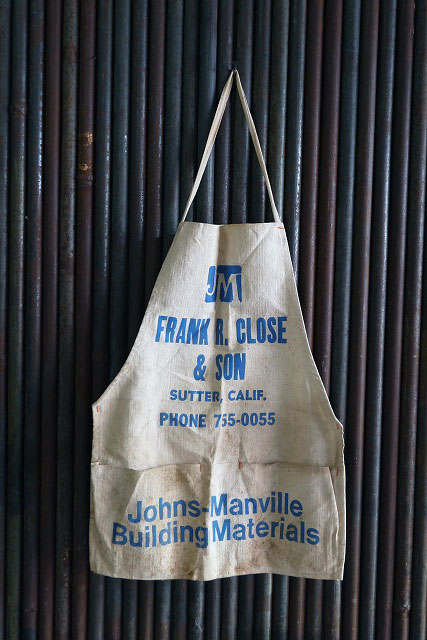 JM
FRANK R. CLOSE
& SON
SUTTER, CALIF.
PHONE 755-0055
Johns-Manville
Building Materials